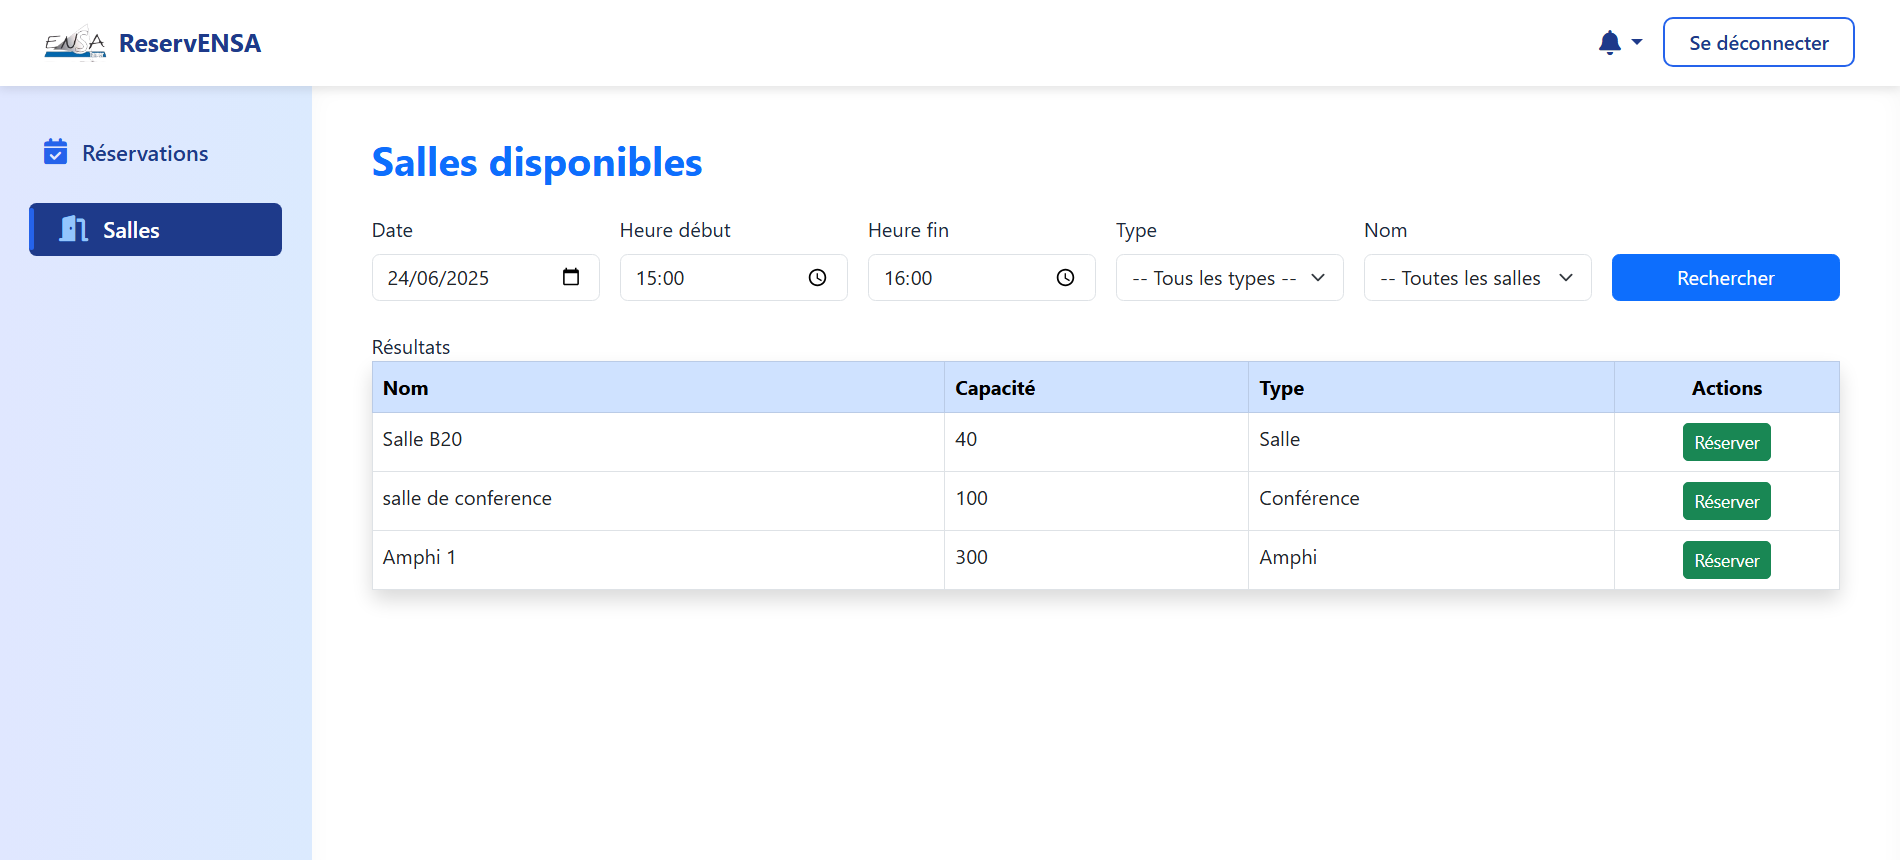 ENSA ReservENSA
Se déconnecter
Réservations
Salles
Salles disponibles
Date Heure début Heure fin Type Nom
24/06/2025 15:00 16:00 -- Tous les types -- -- Toutes les salles Rechercher
Résultats
Nom Capacité Type Actions
Salle B20 40 Salle Réserver
salle de conference 100 Conférence Réserver
Amphi 1 300 Amphi Réserver